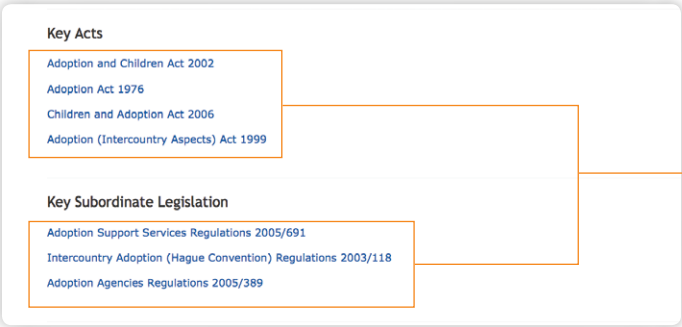 Key Acts
Adoption and Children Act 2002
Adoption Act 1976
Children and Adoption Act 2006
Adoption (Intercountry Aspects) Act 1999
Key Subordinate Legislation
Adoption Support Services Regulations 2005/691
Intercountry Adoption (Hague Convention) Regulations 2003/118
Adoption Agencies Regulations 2005/389